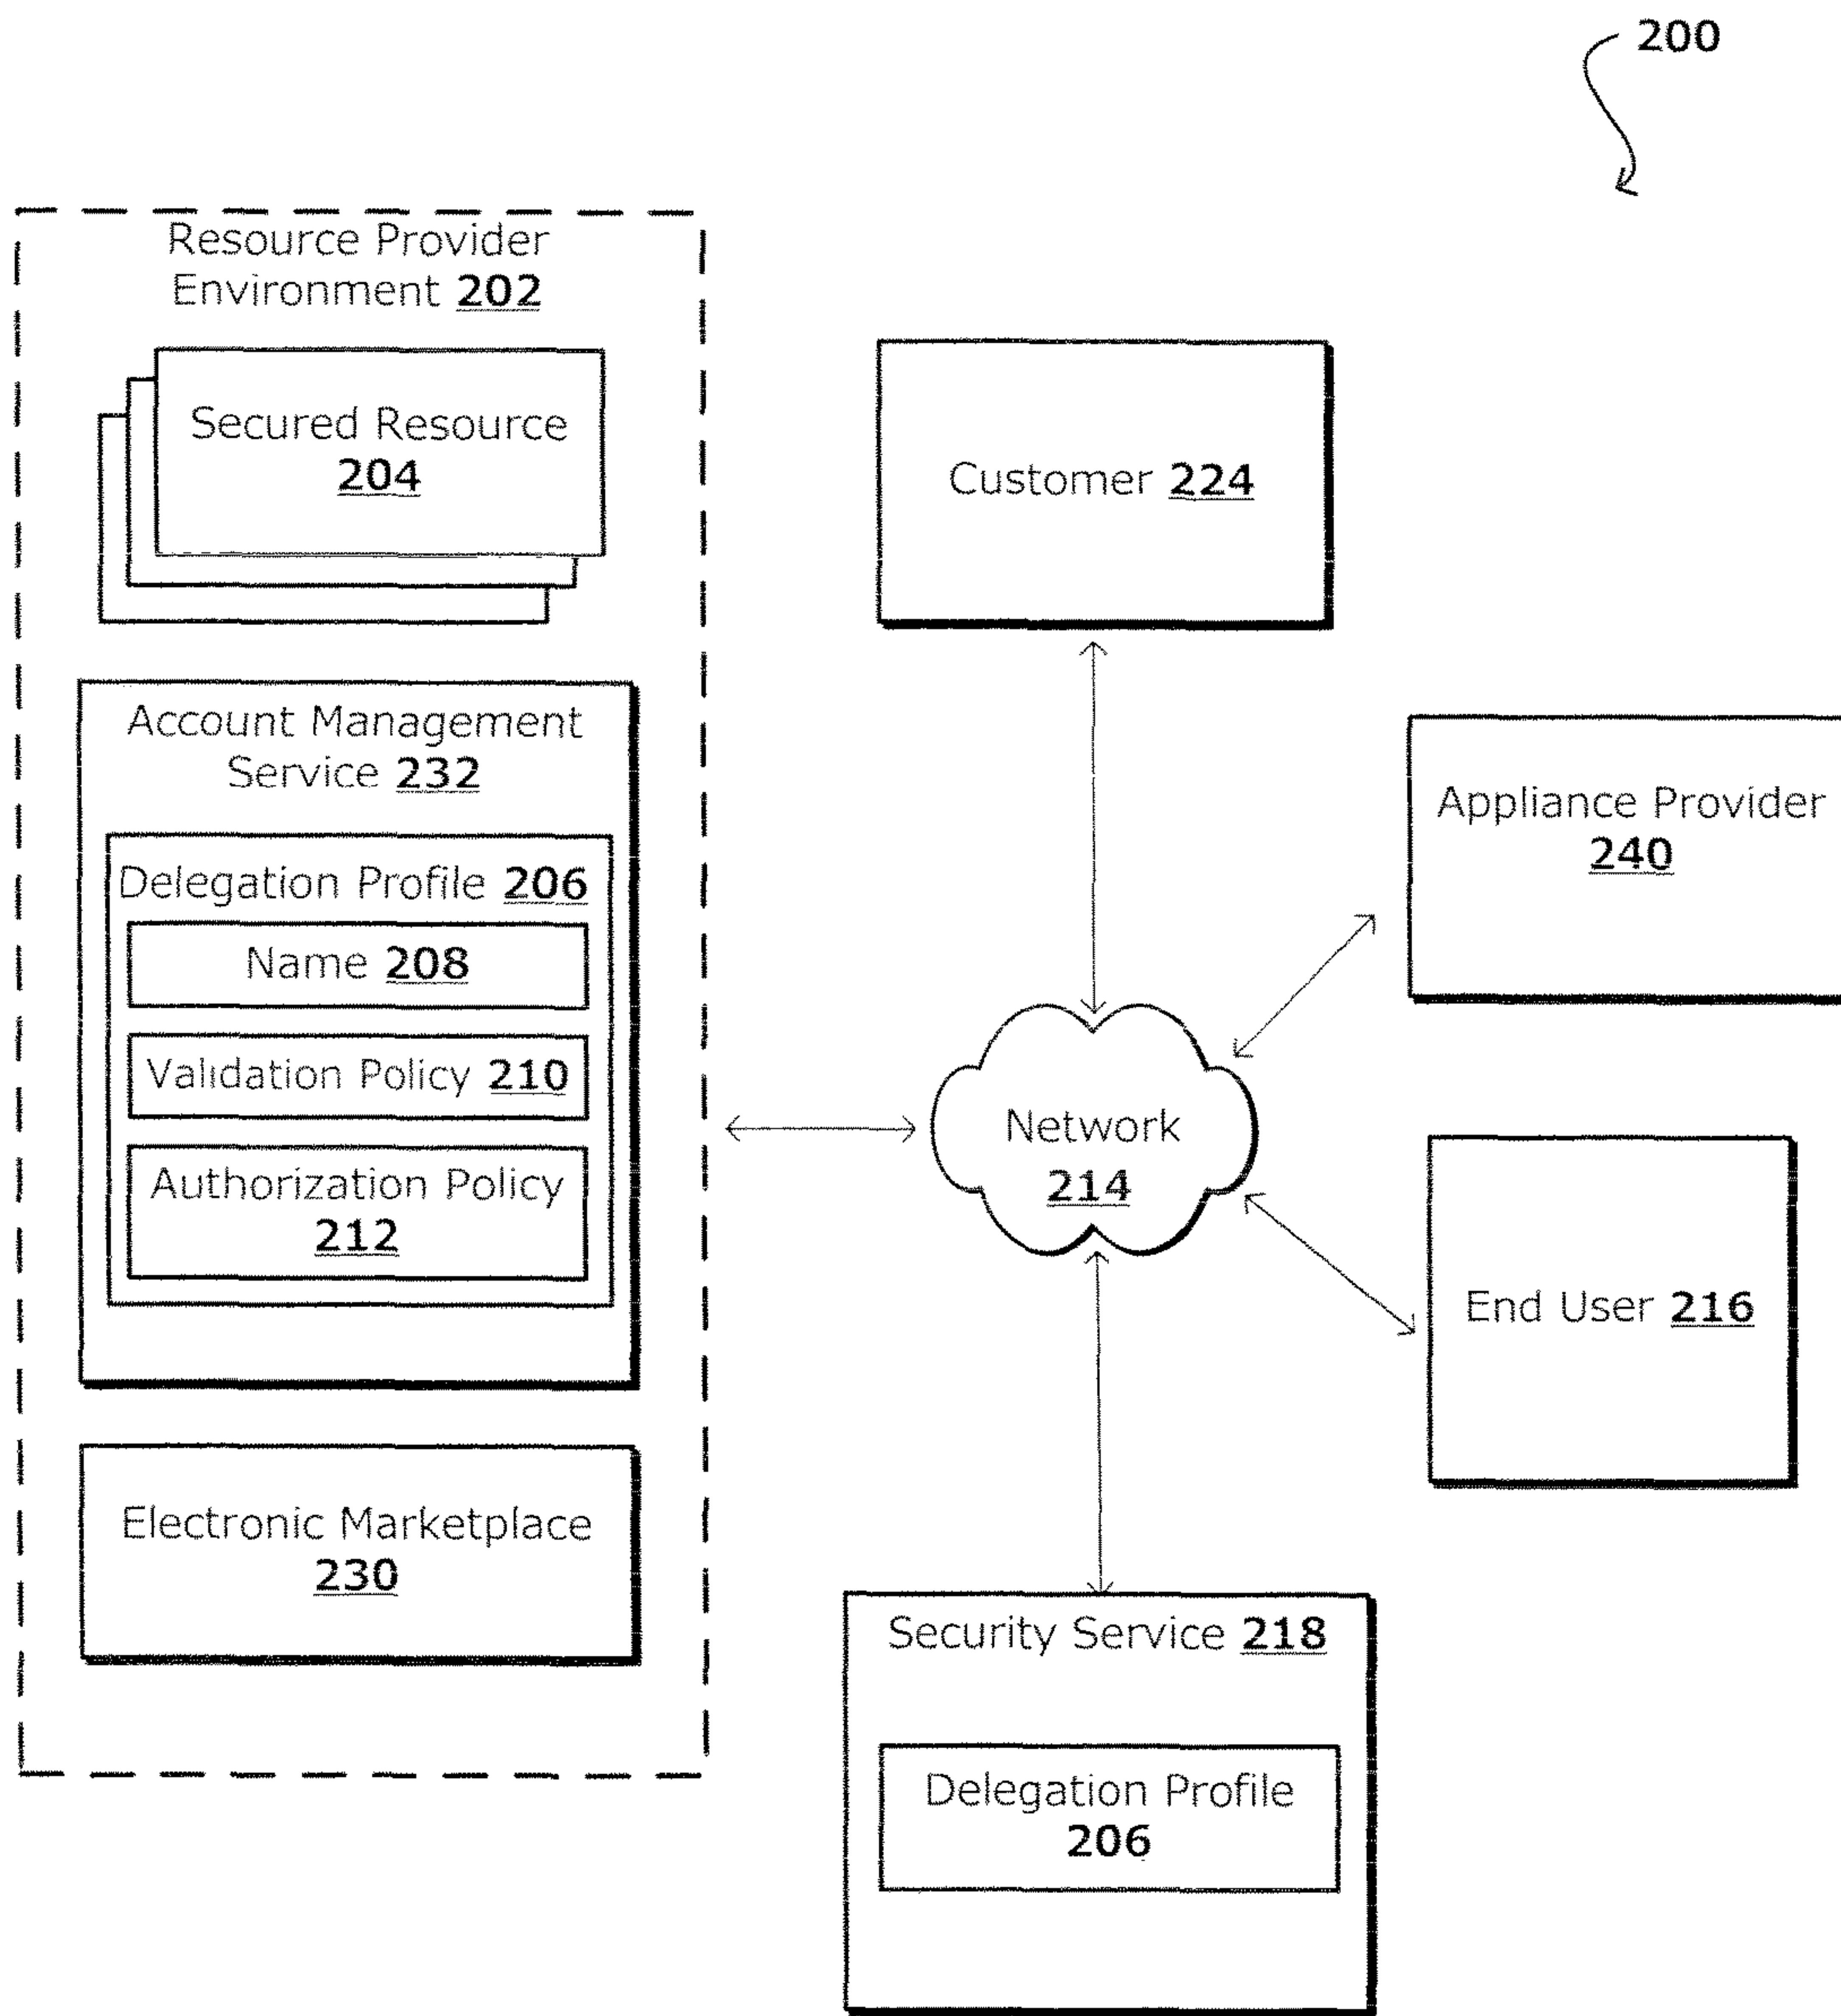 200
Resource Provider
Environment 202
Secured Resource
204
Account Management
Service 232
Delegation Profile 206
Name 208
Validation Policy 210
Authorization Policy
212
Electronic Marketplace
230
Customer 224
Appliance Provider
240
Network
214
End User 216
Security Service 218
Delegation Profile
206